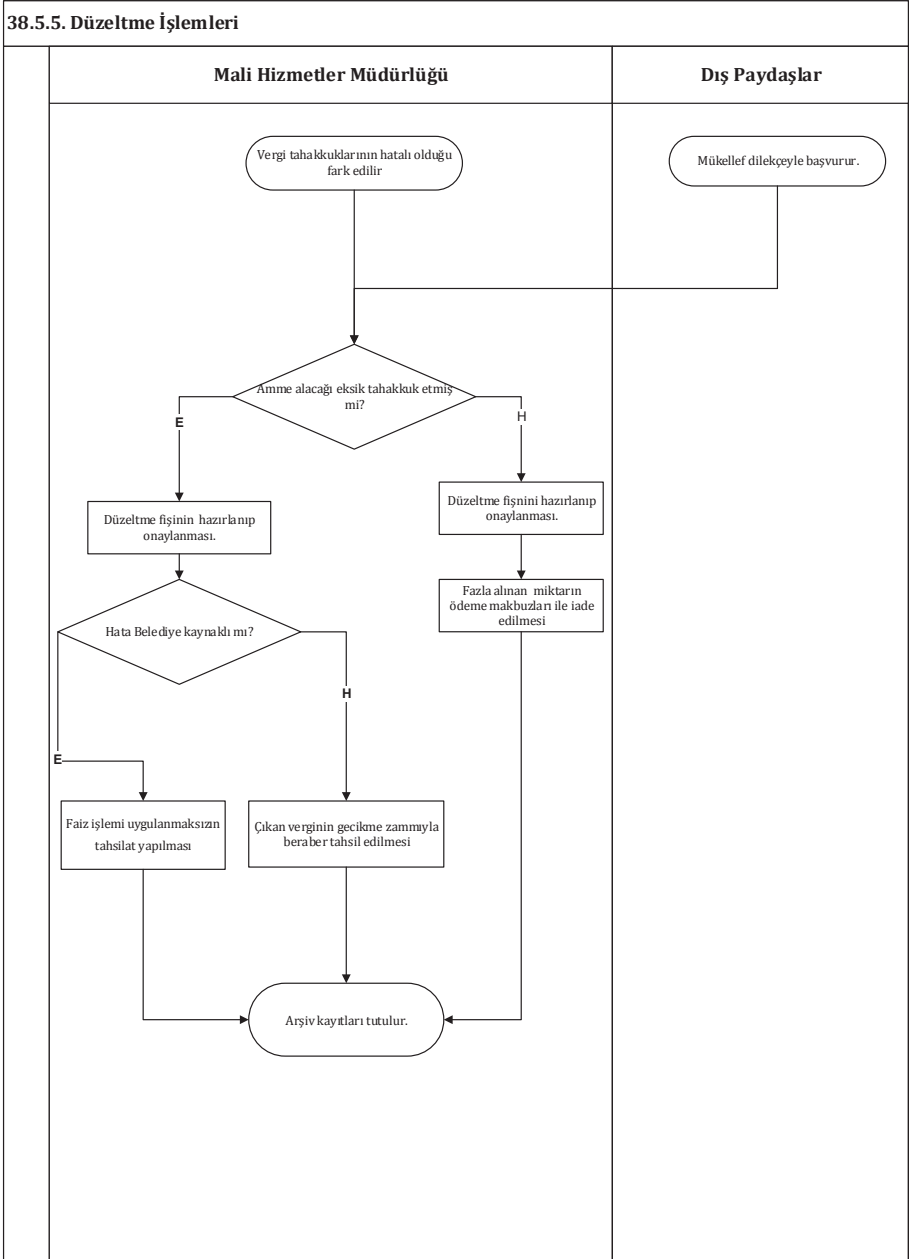 38.5.5. Düzeltme İşlemleri
Mali Hizmetler Müdürlüğü
Dış Paydaşlar
Vergi tahakkuklarının hatalı olduğu
fark edilir
Mükellef dilekçeyle başvurur.
Amme alacağı eksik tahakkuk etmiş
mi?
E
H
Düzeltme fişinin hazırlanıp
onaylanması.
Düzeltme fişnini hazırlanıp
onaylanması.
Fazla alınan miktarın
ödeme makbuzları ile iade
edilmesi
Hata Belediye kaynaklı mı?
H
E
Faiz işlemi uygulanmaksızın
tahsilat yapılması
Çıkan verginin gecikme zammıyla
beraber tahsil edilmesi
Arşiv kayıtları tutulur.